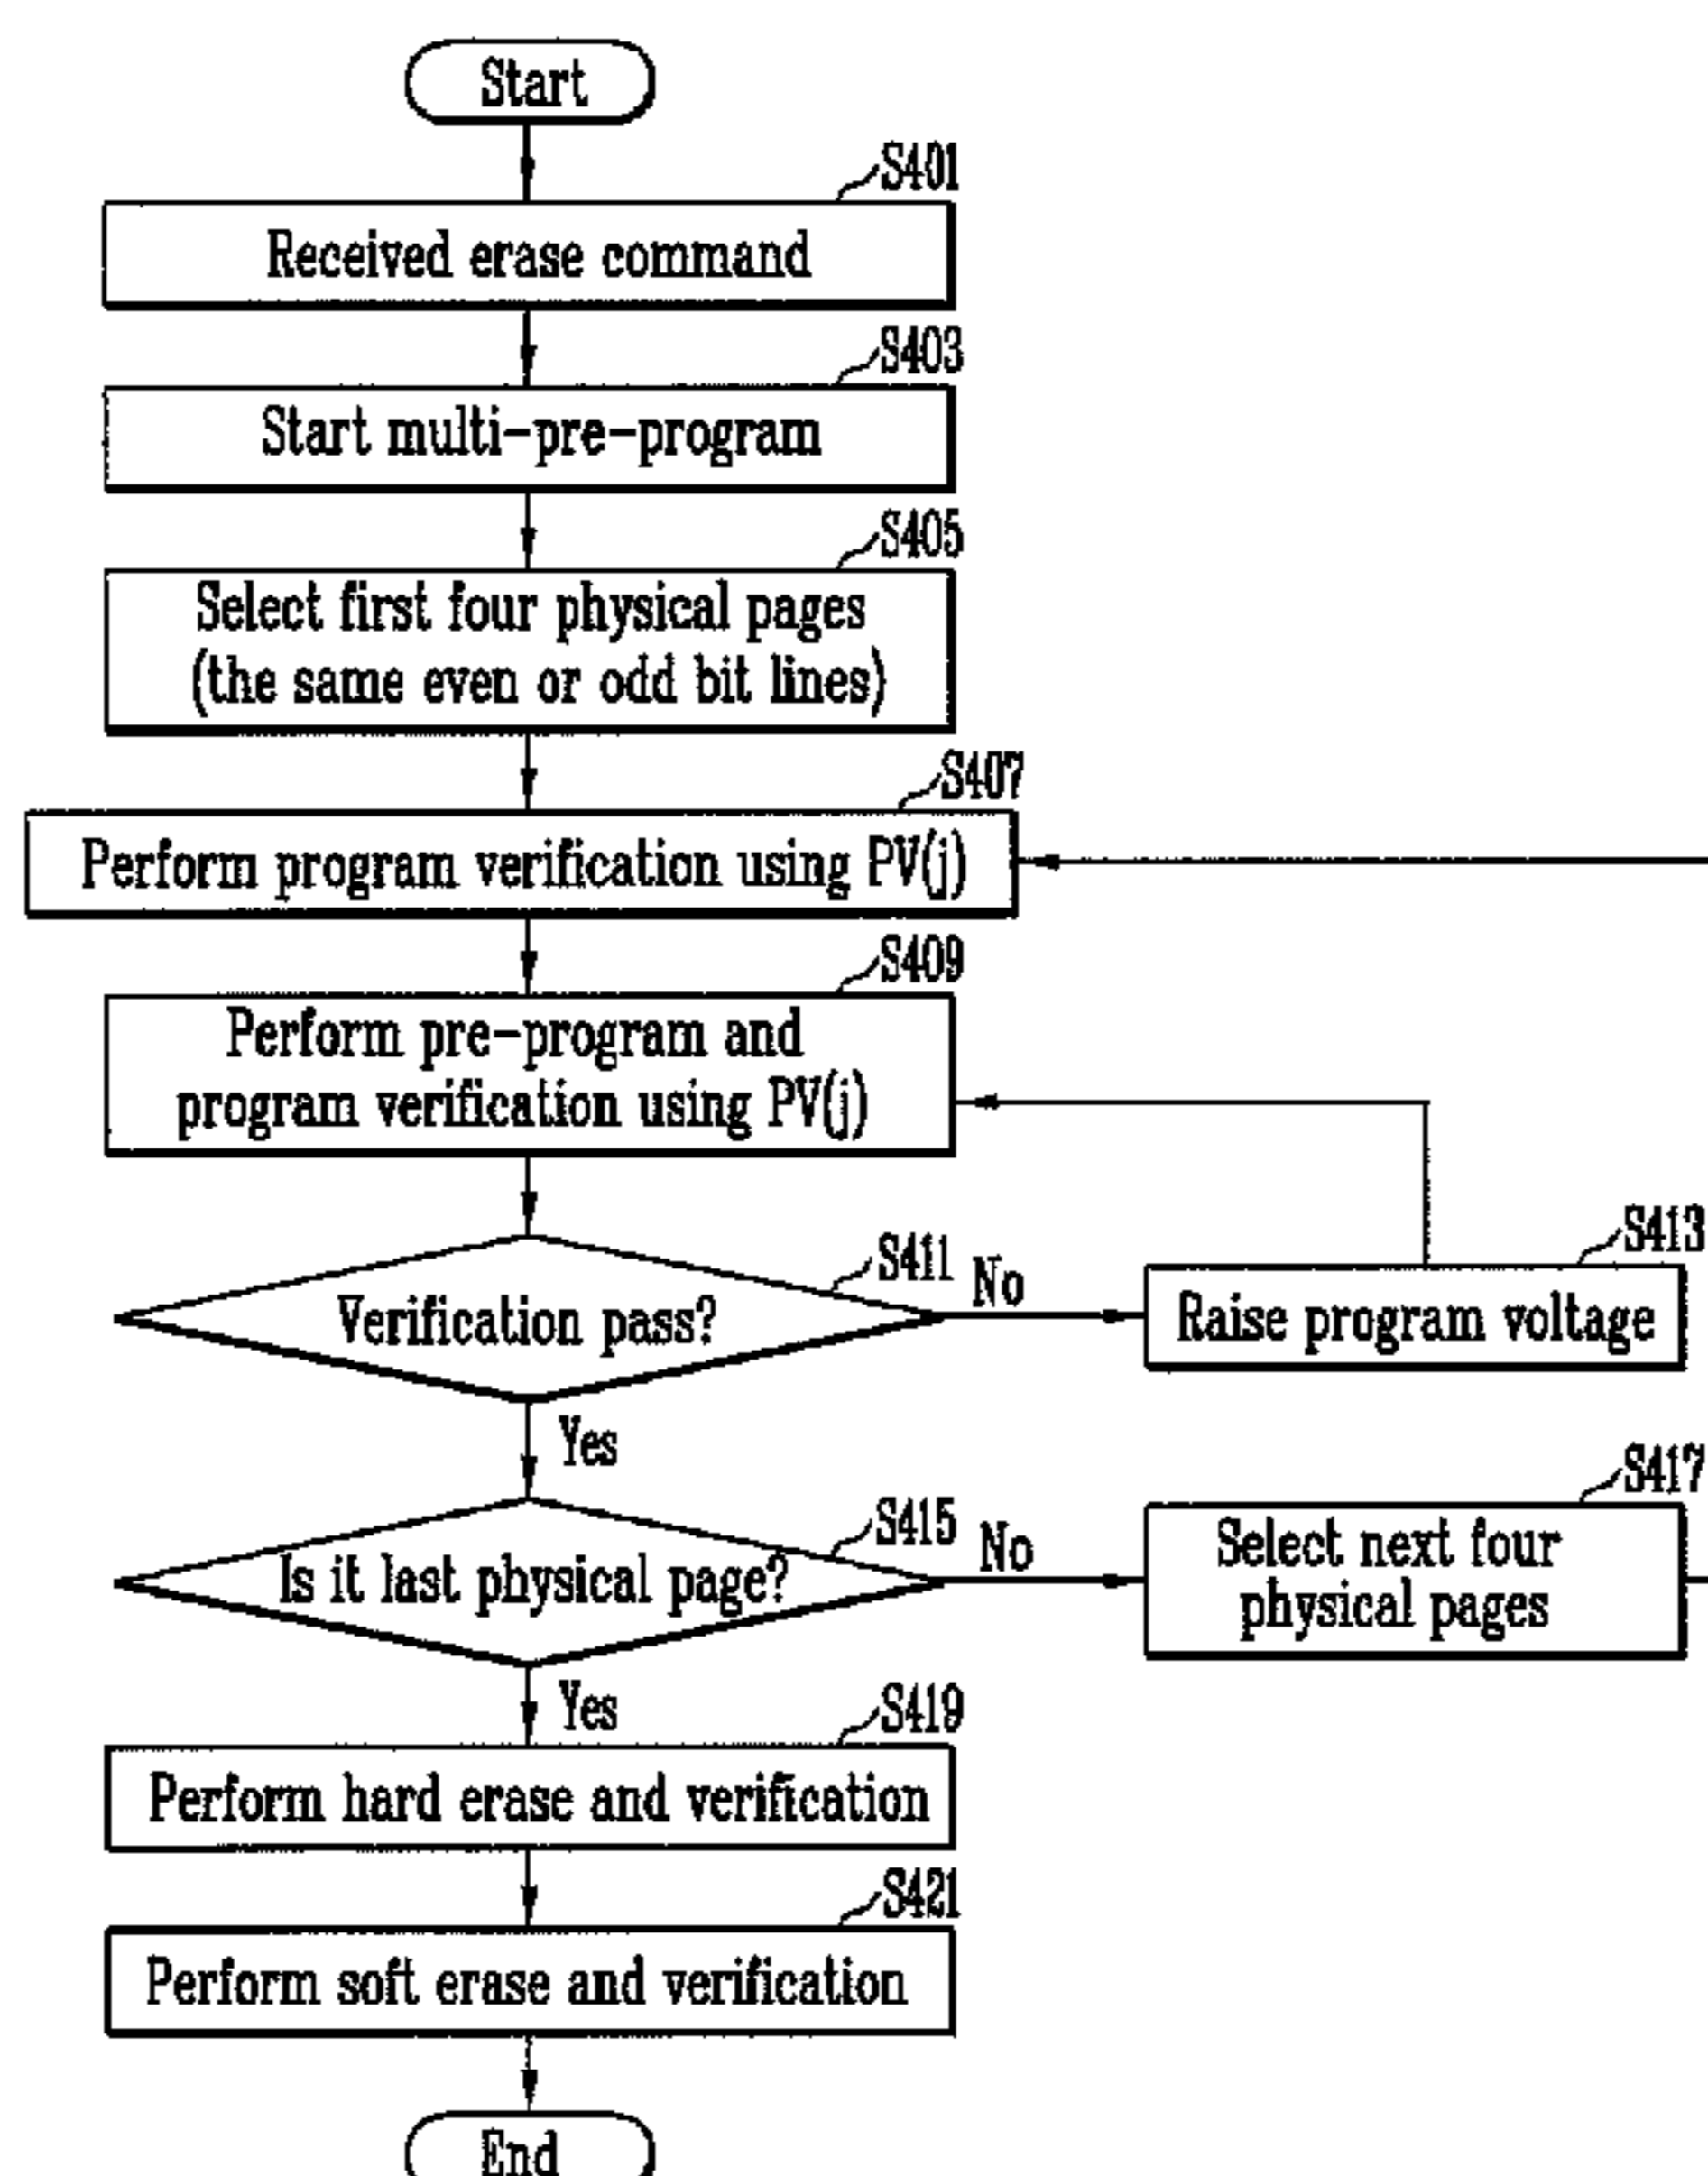 Start
S401
Received erase command
S403
Start multi-pre-program
S405
Select first four physical pages
(the same even or odd bit lines)
S407
Perform program verification using PV(j)
S409
Perform pre-program and
program verification using PV(j)
S411
Verification pass?
No
S413
Raise program voltage
Yes
S415
Is it last physical page?
No
S417
Select next four
physical pages
Yes
S419
Perform hard erase and verification
S421
Perform soft erase and verification
End